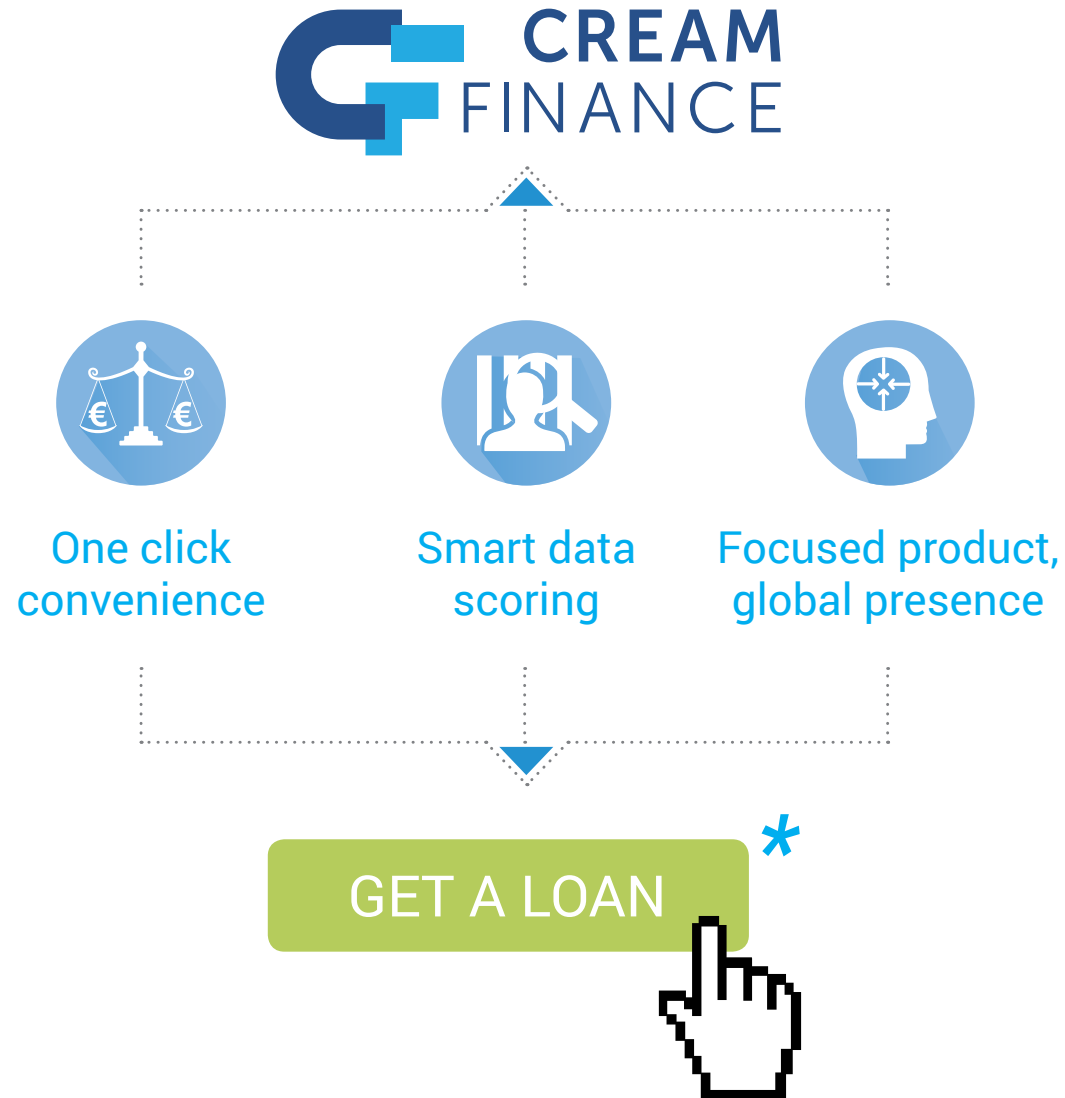 CREAM
FINANCE
€ €
One click
convenience
Smart data
scoring
Focused product,
global presence
GET A LOAN *